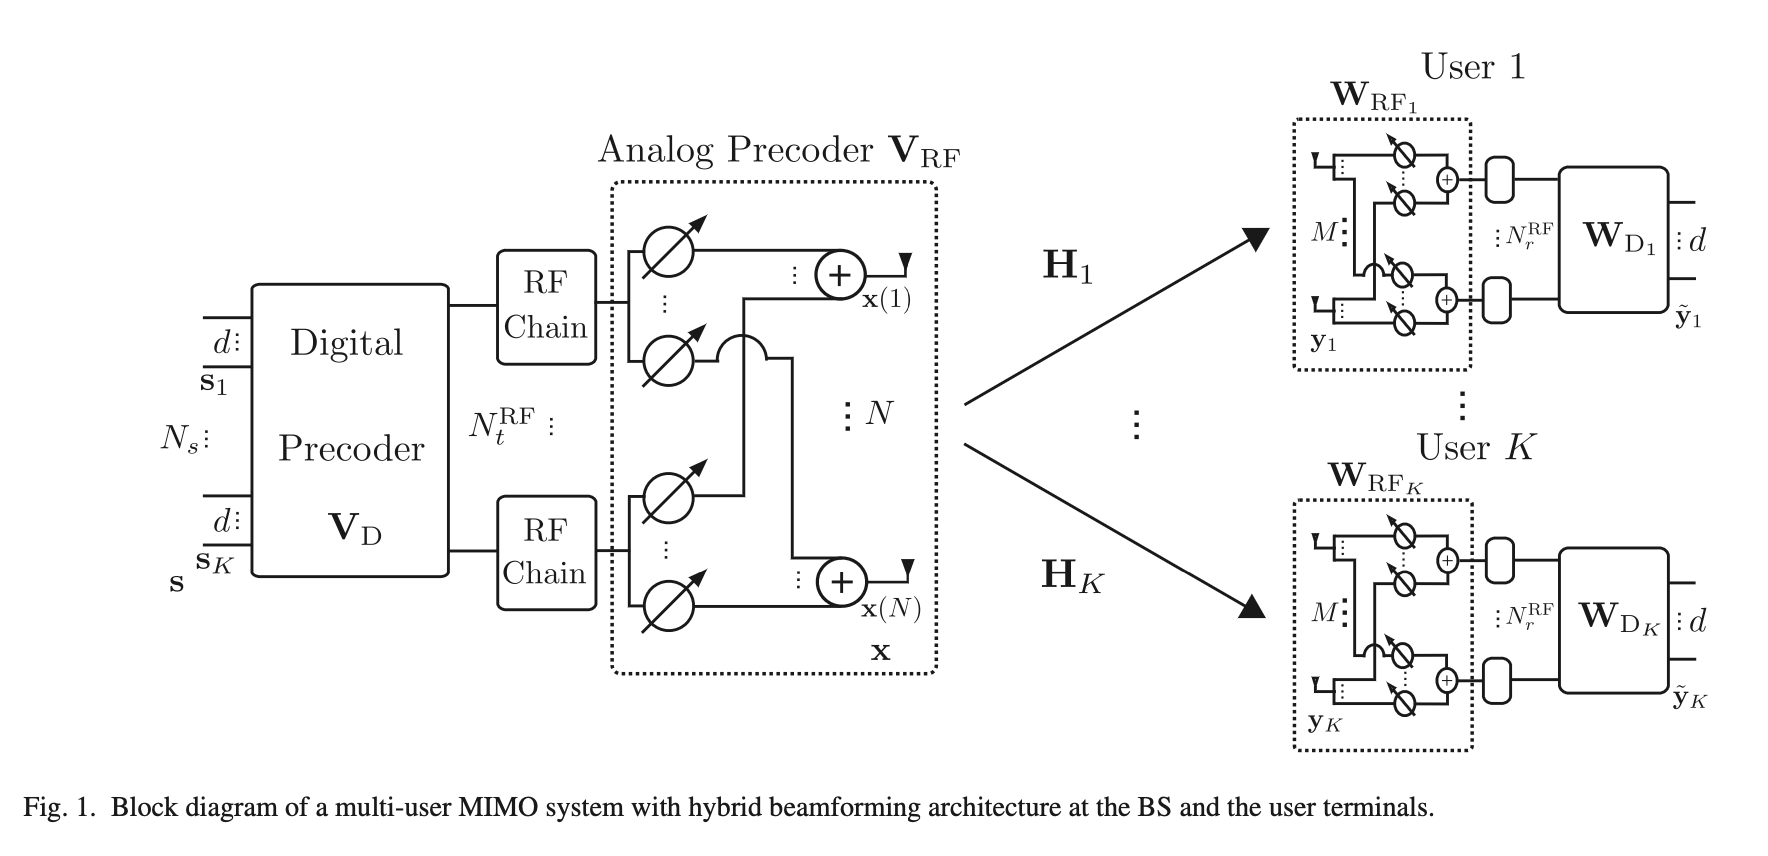 Analog Precoder V_RF
Digital
Precoder
V_D
d⋮
s_1
N_s⋮
d⋮
s_K
s
RF
Chain
N_t^RF ⋮
RF
Chain
+
x(1)
⋮ N
+
x(N)
x
H_1
⋮
H_K
User 1
W_RF_1
M⋮
y_1
+
+
⋮N_r^RF
W_D_1
⋮d
ỹ_1
⋮
User K
W_RF_K
M⋮
y_K
+
+
⋮N_r^RF
W_D_K
⋮d
ỹ_K
Fig. 1. Block diagram of a multi-user MIMO system with hybrid beamforming architecture at the BS and the user terminals.